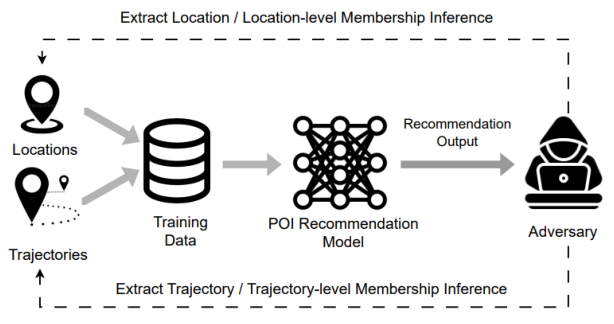 Extract Location / Location-level Membership Inference
Locations
Trajectories
Training
Data
POI Recommendation
Model
Recommendation
Output
Adversary
Extract Trajectory / Trajectory-level Membership Inference